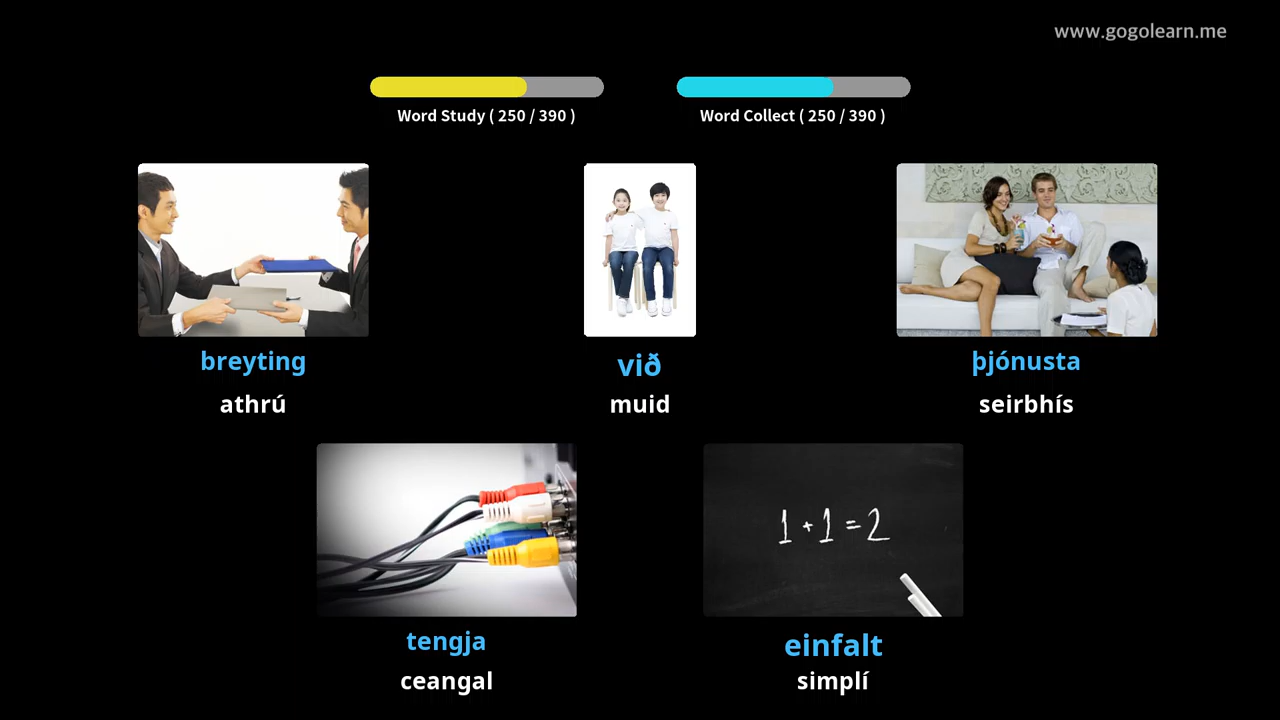 www.gogolearn.me
Word Study ( 250 / 390 )
Word Collect ( 250 / 390 )
breyting
athrú
við
muid
þjónusta
seirbhís
1 + 1 = 2
tengja
ceangal
einfalt
simplí